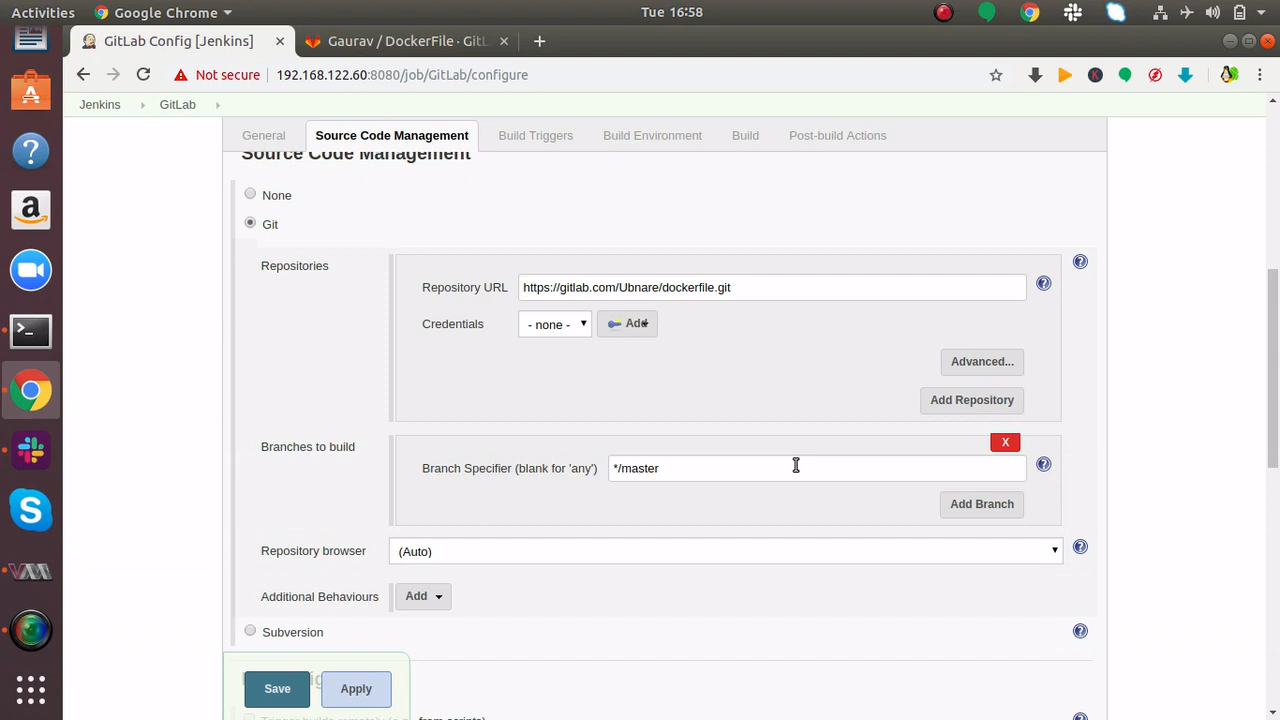 Activities
Google Chrome
Tue 16:58
GitLab Config [Jenkins]
Gaurav / DockerFile · GitL
Not secure
192.168.122.60:8080/job/GitLab/configure
Jenkins
GitLab
General
Source Code Management
Build Triggers
Build Environment
Build
Post-build Actions
Source Code Management
None
Git
Repositories
Repository URL
https://gitlab.com/Ubnare/dockerfile.git
Credentials
- none -
Add
Advanced...
Add Repository
Branches to build
X
Branch Specifier (blank for 'any')
*/master
Add Branch
Repository browser
(Auto)
Additional Behaviours
Add
Subversion
Save
Apply